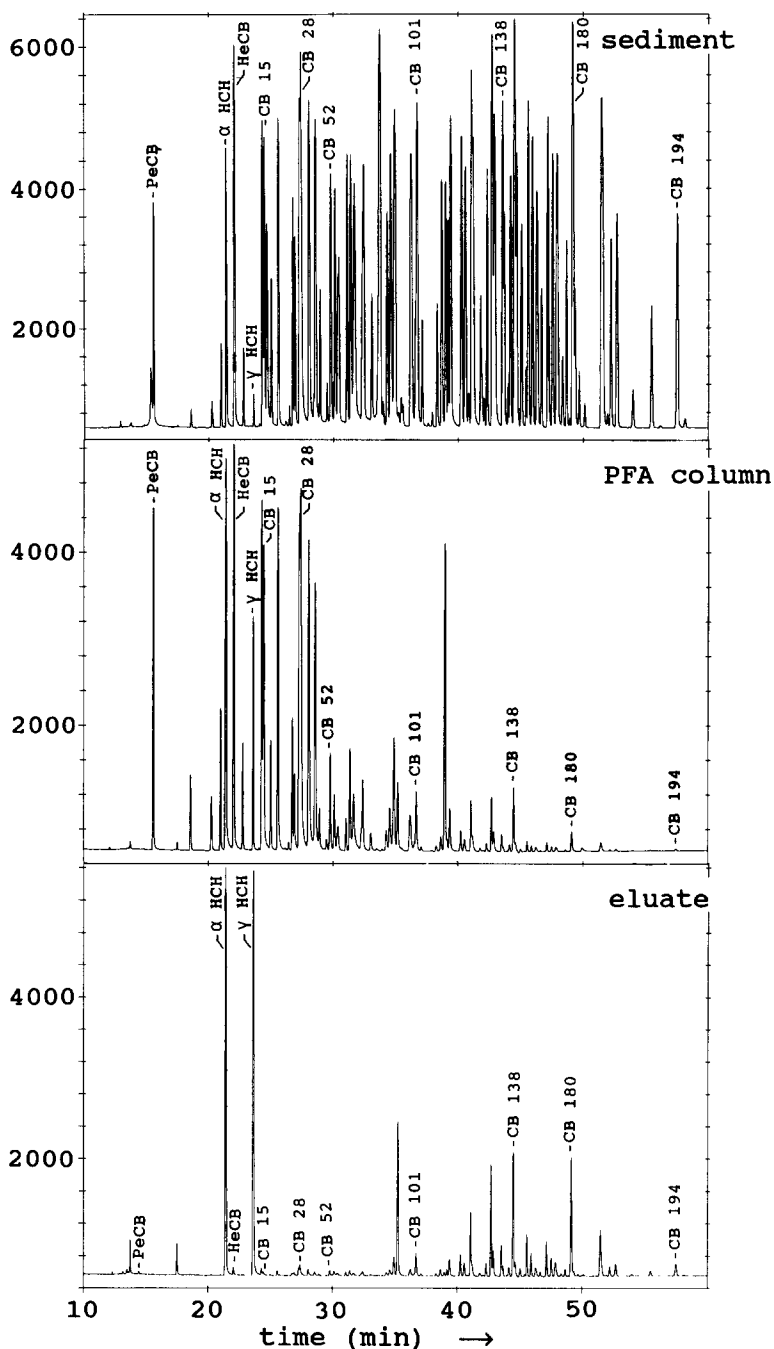 sediment
6000
4000
2000
PeCB
α HCH
HeCB
γ HCH
CB 15
CB 28
CB 52
CB 101
CB 138
CB 180
CB 194
PFA column
4000
2000
PeCB
α HCH
HeCB
γ HCH
CB 15
CB 28
CB 52
CB 101
CB 138
CB 180
CB 194
eluate
4000
2000
PeCB
α HCH
HeCB
γ HCH
CB 15
CB 28
CB 52
CB 101
CB 138
CB 180
CB 194
10 20 30 40 50
time (min) →